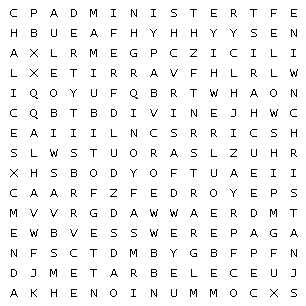 C P A D M I N I S T E R T F E
H B U E A F H Y H H Y Y S E N
A X L R M E G P C Z I C I L I
L X E T I R R A V F H L R L W
I Q O Y U F Q B R T W H A O N
C Q B T B D I V I N E J H W C
E A I I I L N C S R R I C S H
S L W S T U O R A S L Z U H R
X H S B O D Y O F T U A E I I
C A A R F Z F E D R O Y E P S
M V V R G D A W W A E R D M T
E W B V E S S W E R E P A G A
N F S C T D M B Y G B F P F N
D J M E T A R B E L E C E U J
A K H E N O I N U M M O C X S